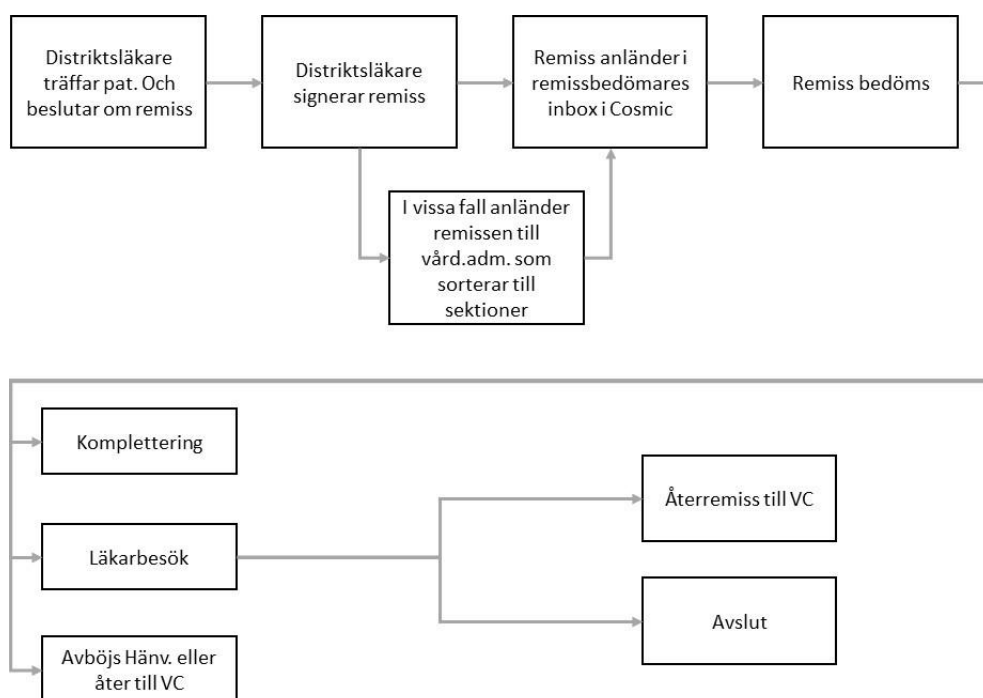 Distriktsläkare
träffar pat. Och
beslutar om remiss
Distriktsläkare
signerar remiss
Remiss anländer i
remissbedömares
inbox i Cosmic
Remiss bedöms
I vissa fall anländer
remissen till
vård.adm. som
sorterar till
sektioner
Komplettering
Läkarbesök
Avböjs Hänv. eller
åter till VC
Återremiss till VC
Avslut